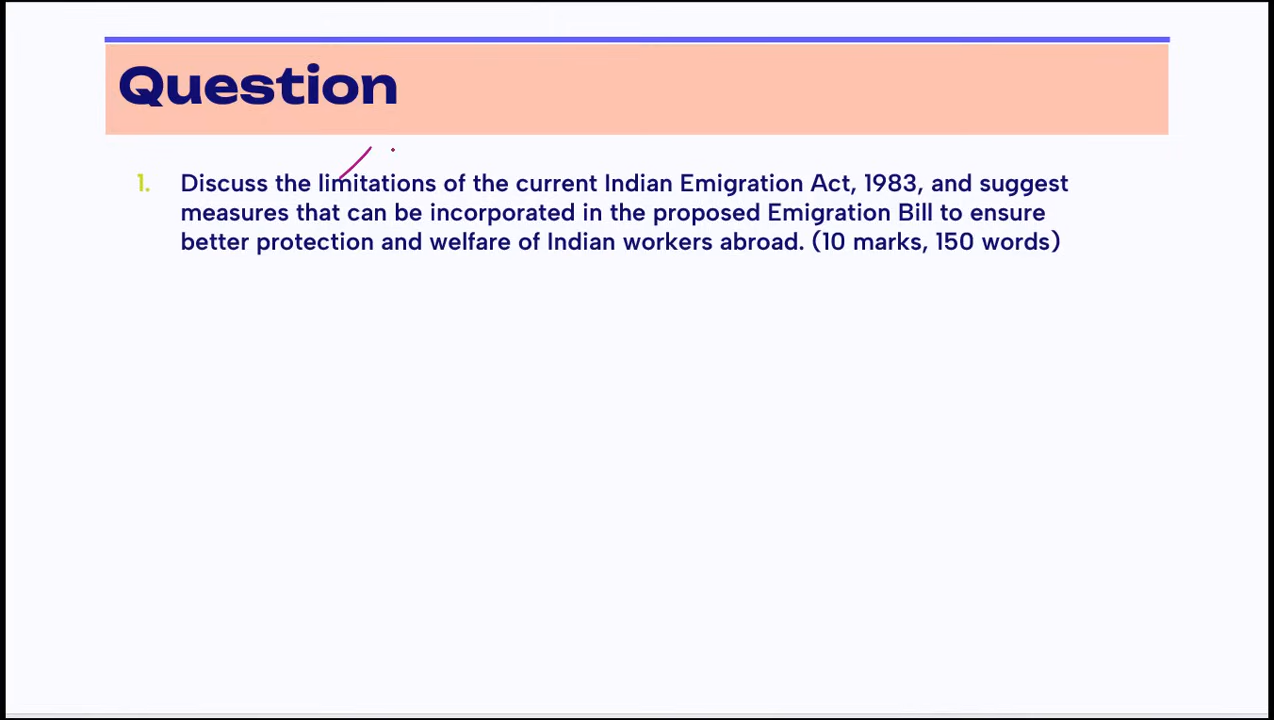 Question
1. Discuss the limitations of the current Indian Emigration Act, 1983, and suggest
measures that can be incorporated in the proposed Emigration Bill to ensure
better protection and welfare of Indian workers abroad. (10 marks, 150 words)